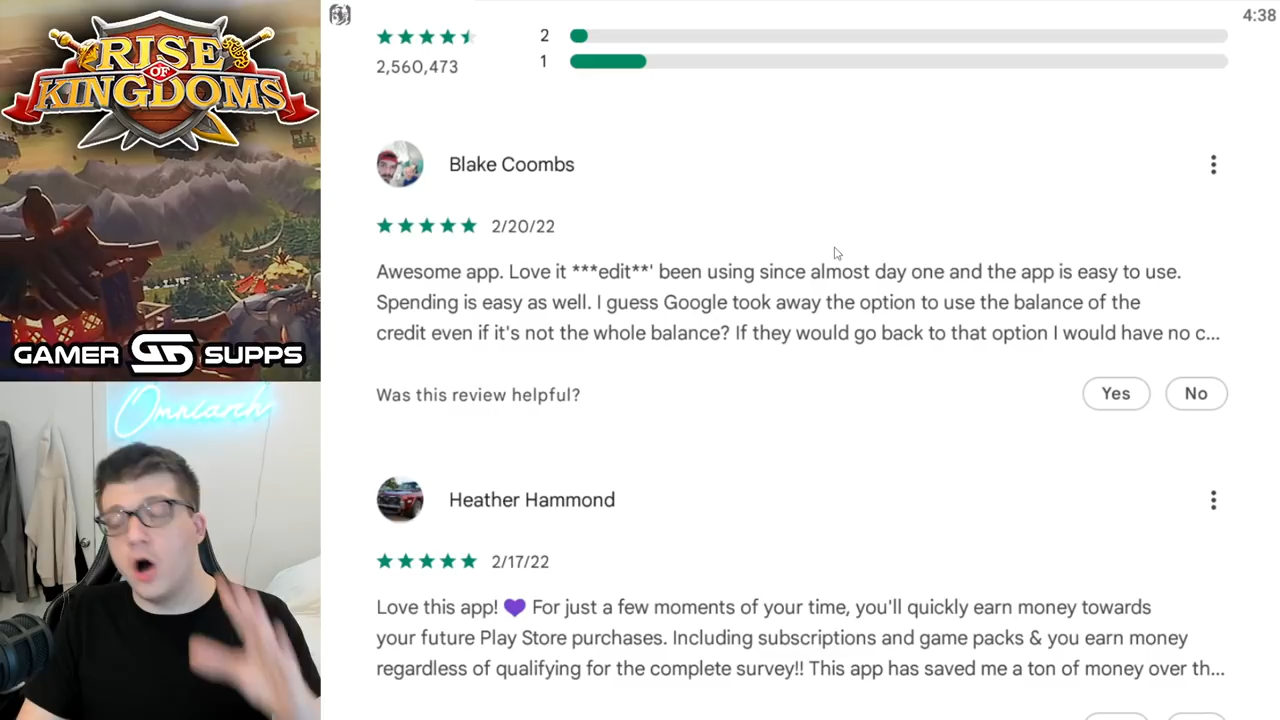 RISE
OF
KINGDOMS
GAMER GS SUPPS
Omniarch
4:38
2
2,560,473
1
Blake Coombs
2/20/22
Awesome app. Love it ***edit**' been using since almost day one and the app is easy to use.
Spending is easy as well. I guess Google took away the option to use the balance of the
credit even if it's not the whole balance? If they would go back to that option I would have no c...
Was this review helpful?
Yes
No
Heather Hammond
2/17/22
Love this app! 💜 For just a few moments of your time, you'll quickly earn money towards
your future Play Store purchases. Including subscriptions and game packs & you earn money
regardless of qualifying for the complete survey!! This app has saved me a ton of money over th...